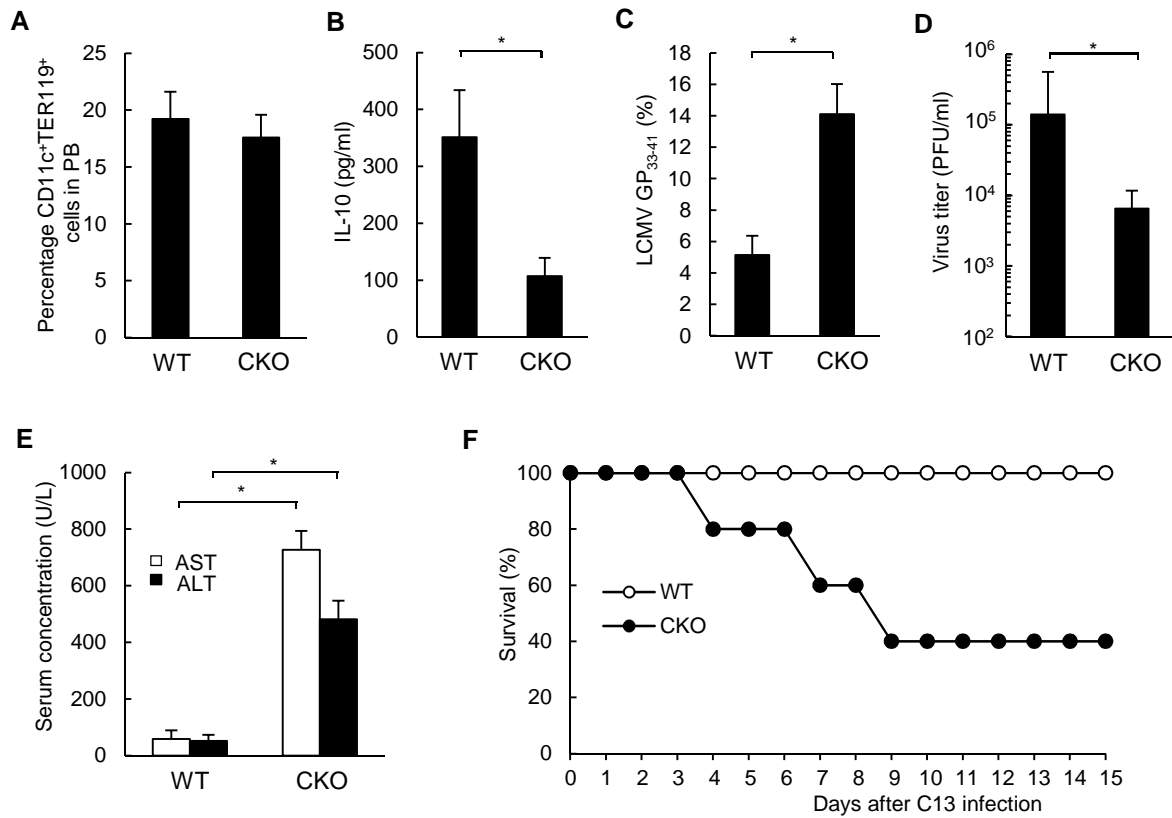 A
Percentage CD11c⁺TER119⁺
cells in PB
25
20
15
10
5
0
WT
CKO
B
IL-10 (pg/ml)
500
400
300
200
100
0
*
WT
CKO
C
LCMV GP₃₃₋₄₁ (%)
18
16
14
12
10
8
6
4
2
0
*
WT
CKO
D
Virus titer (PFU/ml)
10⁶
10⁵
10⁴
10³
10²
*
WT
CKO
E
Serum concentration (U/L)
1000
800
600
400
200
0
*
*
AST
ALT
WT
CKO
F
Survival (%)
100
80
60
40
20
0
WT
CKO
0 1 2 3 4 5 6 7 8 9 10 11 12 13 14 15
Days after C13 infection